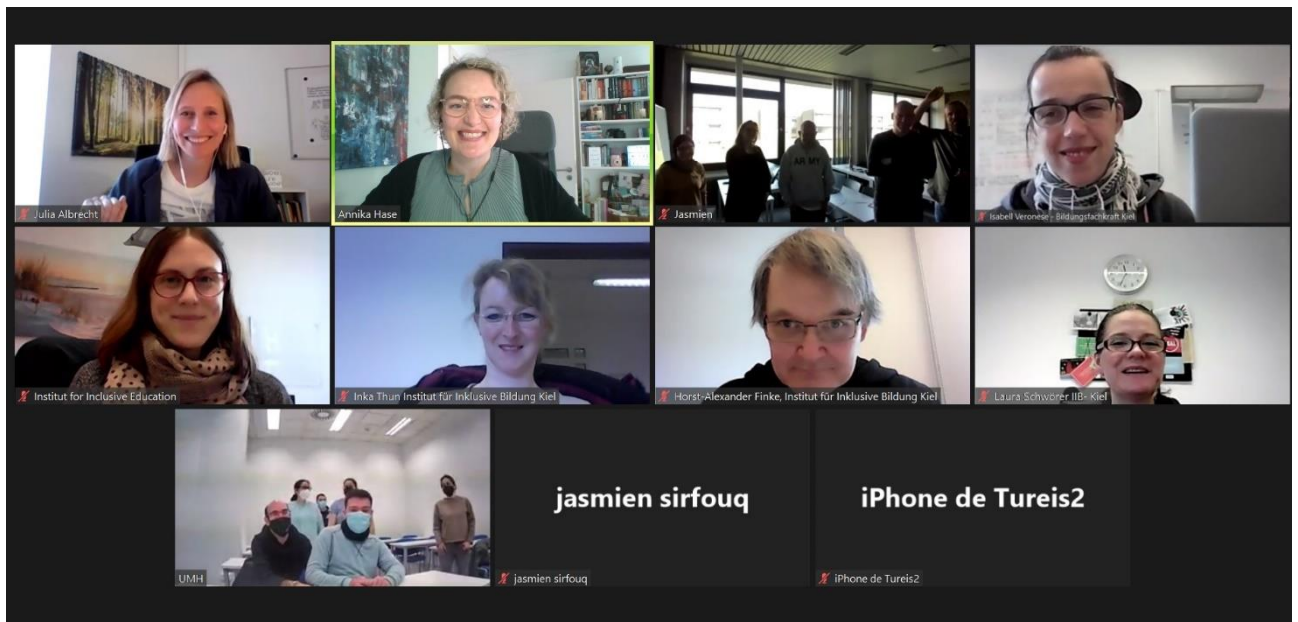 Julia Albrecht
Annika Hase
ARMY
Jasmien
Isabell Veronese - Bildungsfachkraft Kiel
Institut for Inclusive Education
Inka Thun Institut für Inklusive Bildung Kiel
Horst-Alexander Finke, Institut für Inklusive Bildung Kiel
Laura Schwörer IIB- Kiel
UMH
jasmien sirfouq
jasmien sirfouq
iPhone de Tureis2
iPhone de Tureis2